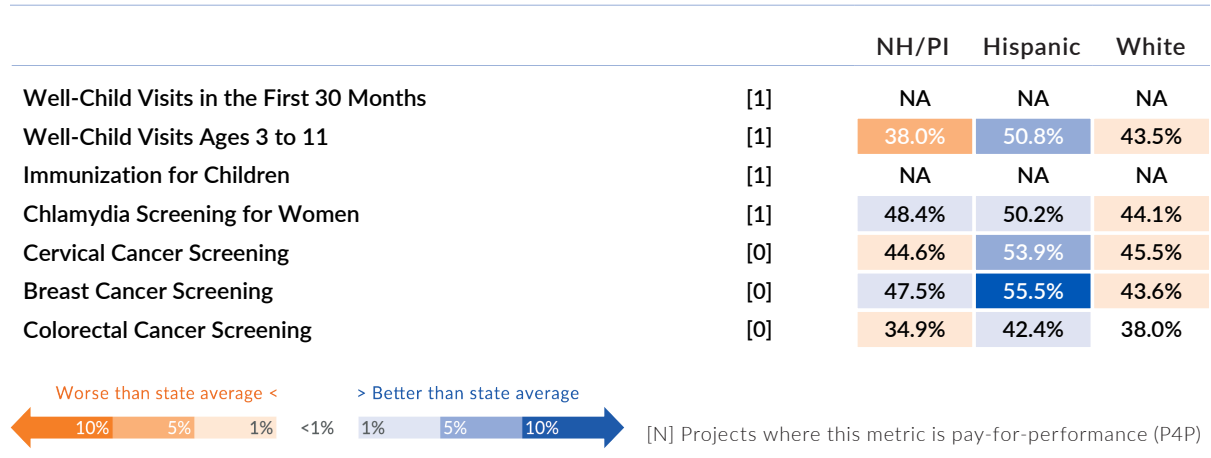 NH/PI Hispanic White
Well-Child Visits in the First 30 Months [1] NA NA NA
Well-Child Visits Ages 3 to 11 [1] 38.0% 50.8% 43.5%
Immunization for Children [1] NA NA NA
Chlamydia Screening for Women [1] 48.4% 50.2% 44.1%
Cervical Cancer Screening [0] 44.6% 53.9% 45.5%
Breast Cancer Screening [0] 47.5% 55.5% 43.6%
Colorectal Cancer Screening [0] 34.9% 42.4% 38.0%
Worse than state average < > Better than state average
10% 5% 1% <1% 1% 5% 10%
[N] Projects where this metric is pay-for-performance (P4P)